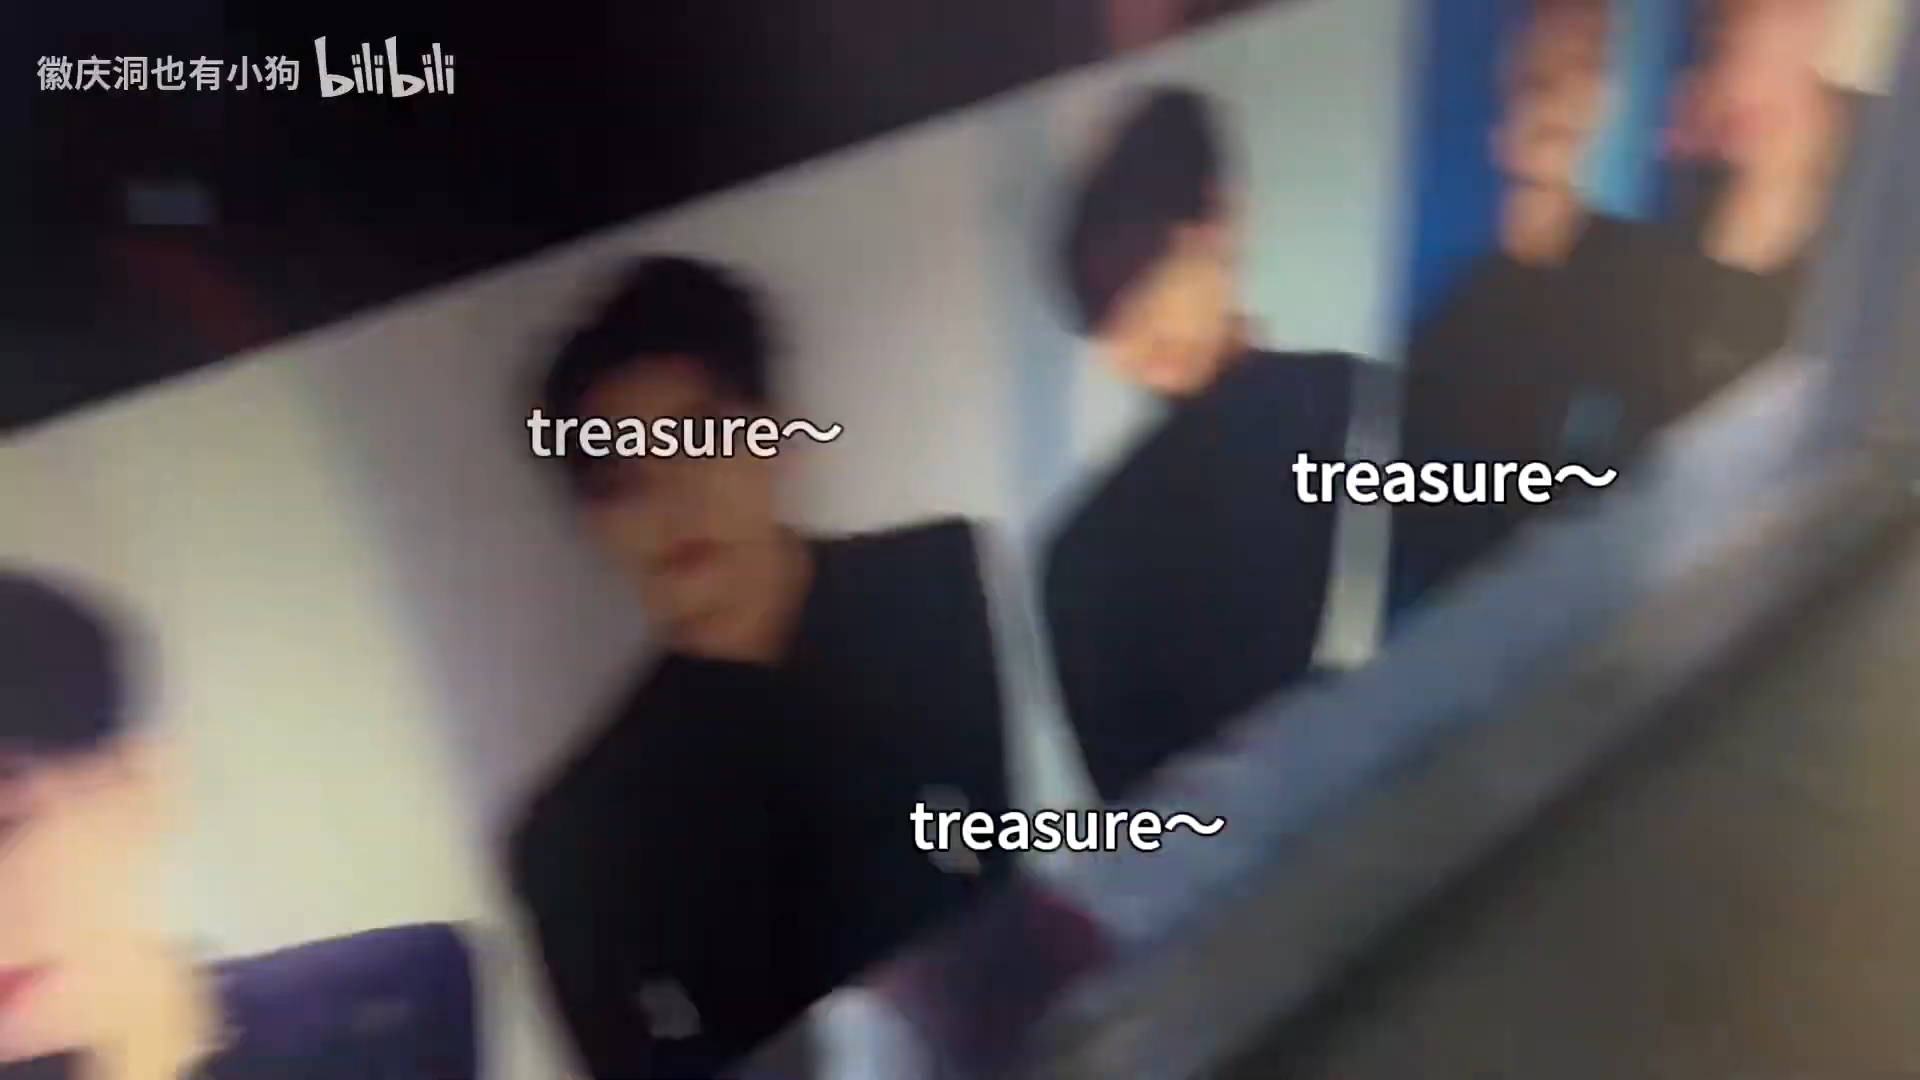 徽庆洞也有小狗 bilibili
treasure～
treasure～
treasure～